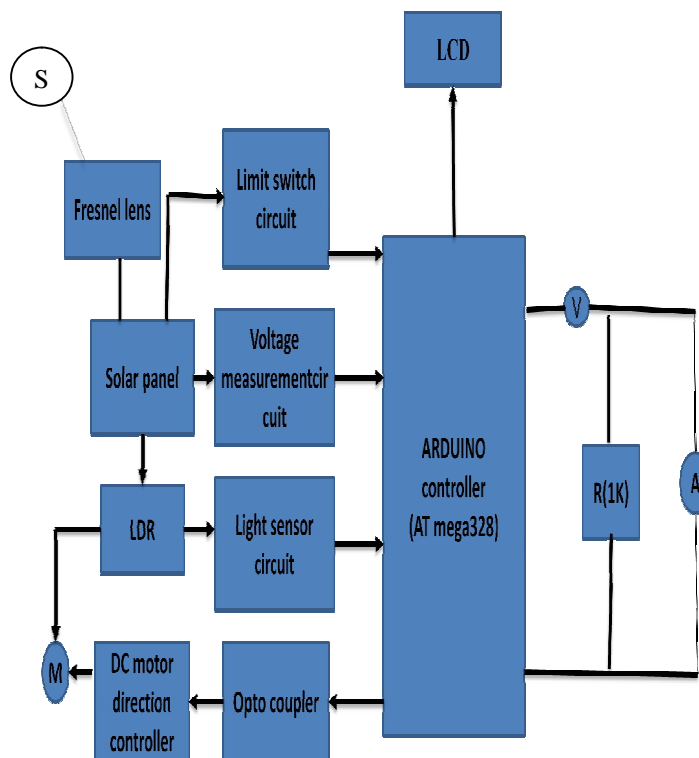 LCD
S
Fresnel lens
Limit switch
circuit
Solar panel
Voltage
measurementcir
cuit
ARDUINO
controller
(AT mega328)
V
R(1K)
A
LDR
Light sensor
circuit
M
DC motor
direction
controller
Opto coupler